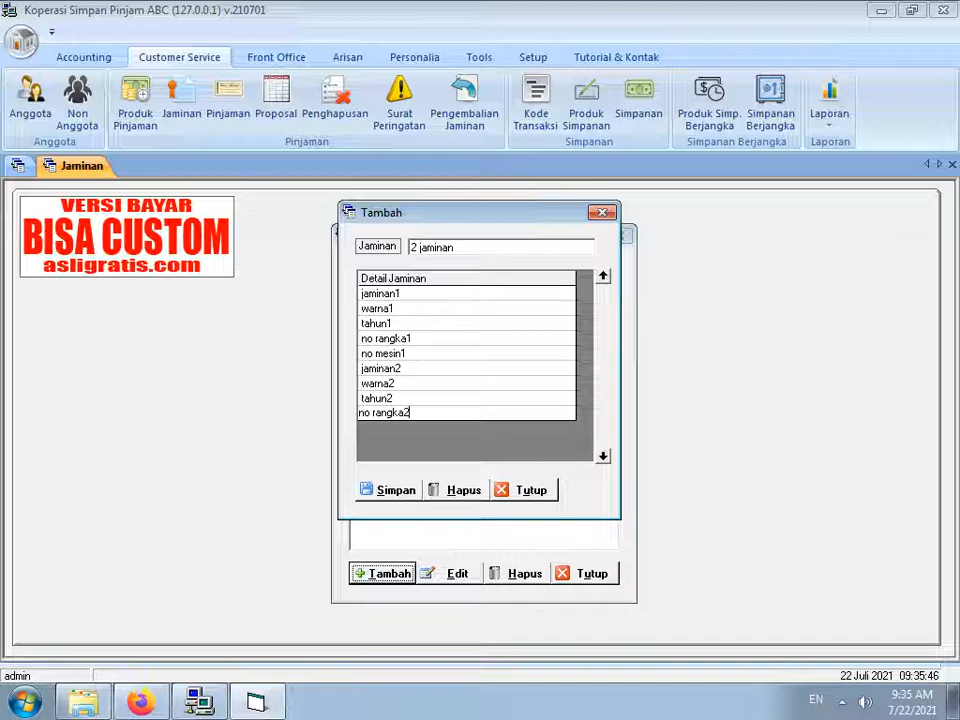 Koperasi Simpan Pinjam ABC (127.0.0.1) v.210701
Accounting Customer Service Front Office Arisan Personalia Tools Setup Tutorial & Kontak
Anggota Non Anggota Produk Pinjaman Jaminan Pinjaman Proposal Penghapusan Surat Peringatan Pengembalian Jaminan Kode Transaksi Produk Simpanan Simpanan Produk Simp. Berjangka Simpanan Berjangka Laporan
Anggota Pinjaman Simpanan Simpanan Berjangka Laporan
Jaminan
VERSI BAYAR
BISA CUSTOM
asligratis.com
Tambah
Jaminan 2 jaminan
Detail Jaminan
jaminan1
warna1
tahun1
no rangka1
no mesin1
jaminan2
warna2
tahun2
no rangka2
Simpan Hapus Tutup
Tambah Edit Hapus Tutup
admin 22 Juli 2021 09:35:46
EN 9:35 AM
7/22/2021